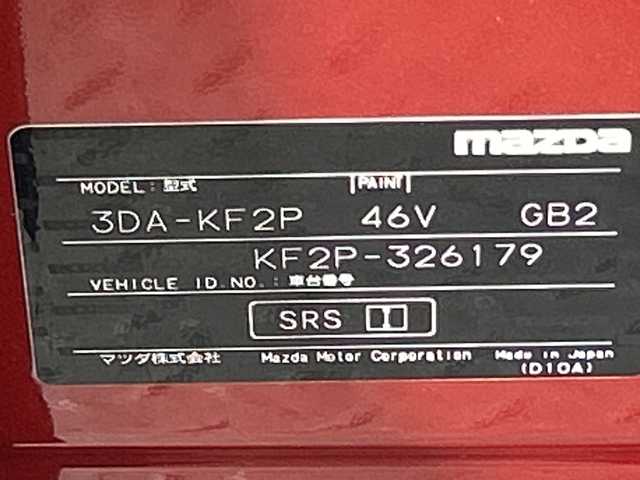 mazda
MODEL: 型式 PAINT
3DA-KF2P 46V GB2
KF2P-326179
VEHICLE ID.NO.: 車台番号
SRS I
マツダ株式会社 Mazda Motor Corporation Made in Japan
(D10A)